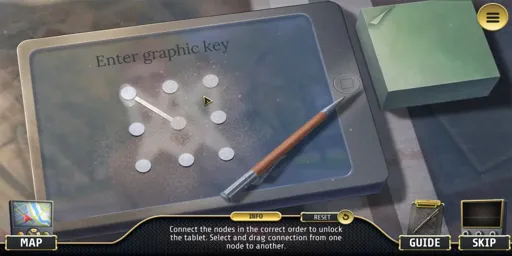 Enter graphic key
INFO
RESET
Connect the nodes in the correct order to unlock
the tablet. Select and drag connection from one
node to another.
MAP
GUIDE
SKIP